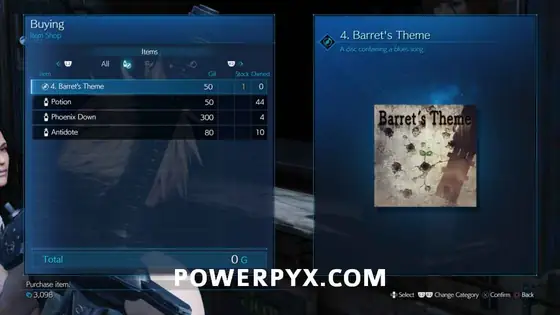 Buying
Item Shop
Items
All
Item Gil Stock Owned
4. Barret's Theme 50 1 0
Potion 50 44
Phoenix Down 300 4
Antidote 80 10
Total 0 G
Purchase item.
3,098
4. Barret's Theme
A disc containing a blues song.
Barret's Theme
POWERPYX.COM
Select Change Category Confirm Back